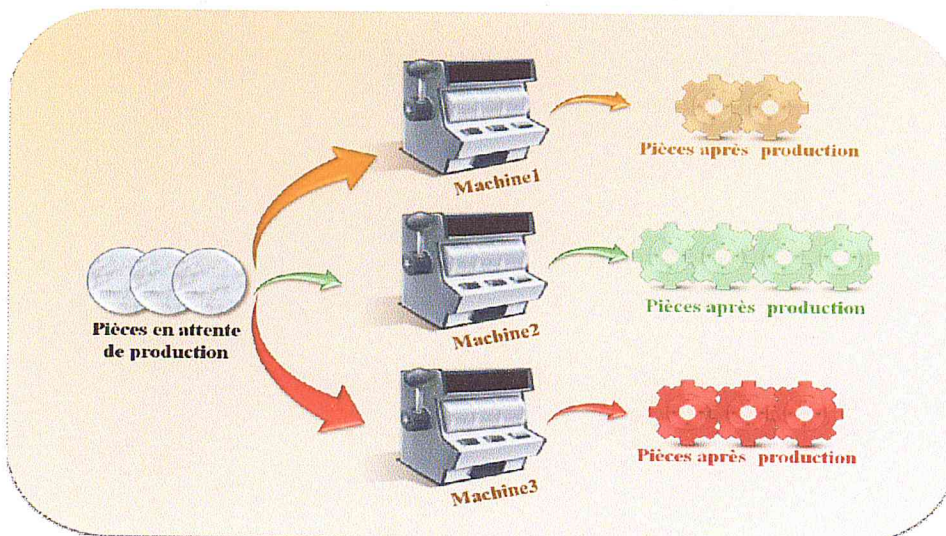 Pièces après production
Machine1
Pièces en attente
de production
Pièces après production
Machine2
Pièces après production
Machine3